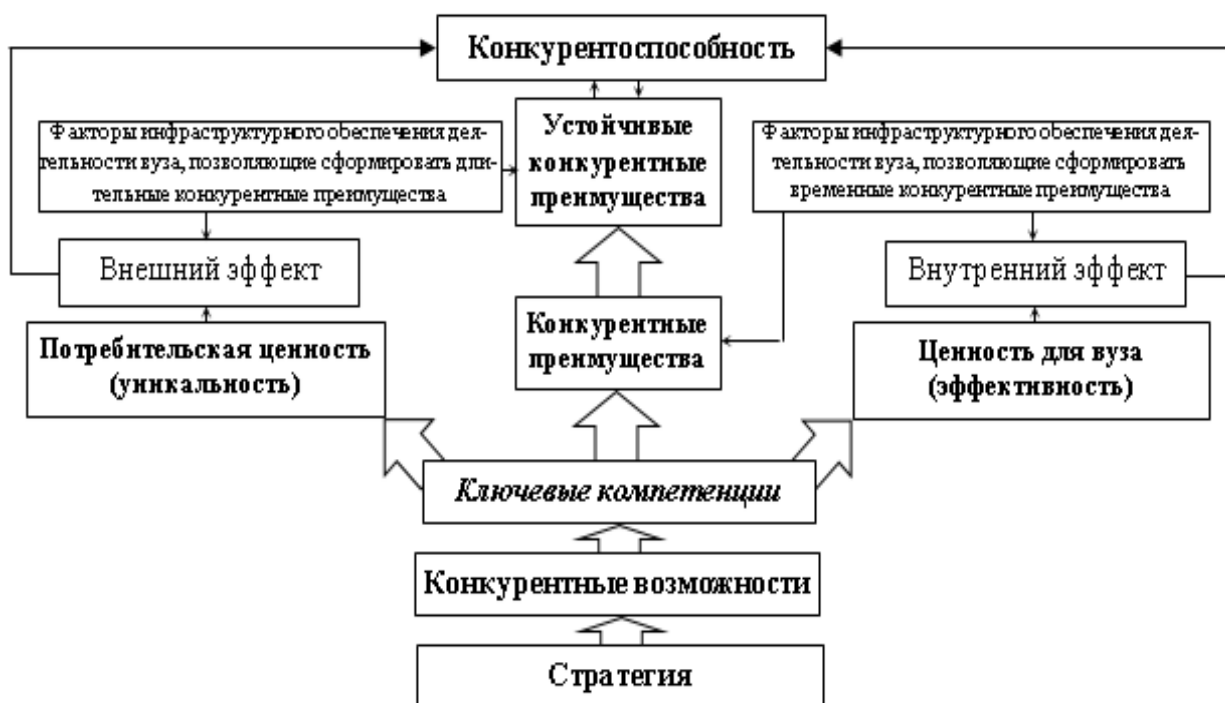 Конкурентоспособность
Факторы инфраструктурного обеспечения дея-
тельности вуза, позволяющие сформировать дли-
тельные конкурентные преимущества
Устойчивые
конкурентные
преимущества
Факторы инфраструктурного обеспечения дея-
тельности вуза, позволяющие сформировать
временные конкурентные преимущества
Внешний эффект
Внутренний эффект
Потребительская ценность
(уникальность)
Конкурентные
преимущества
Ценность для вуза
(эффективность)
Ключевые компетенции
Конкурентные возможности
Стратегия